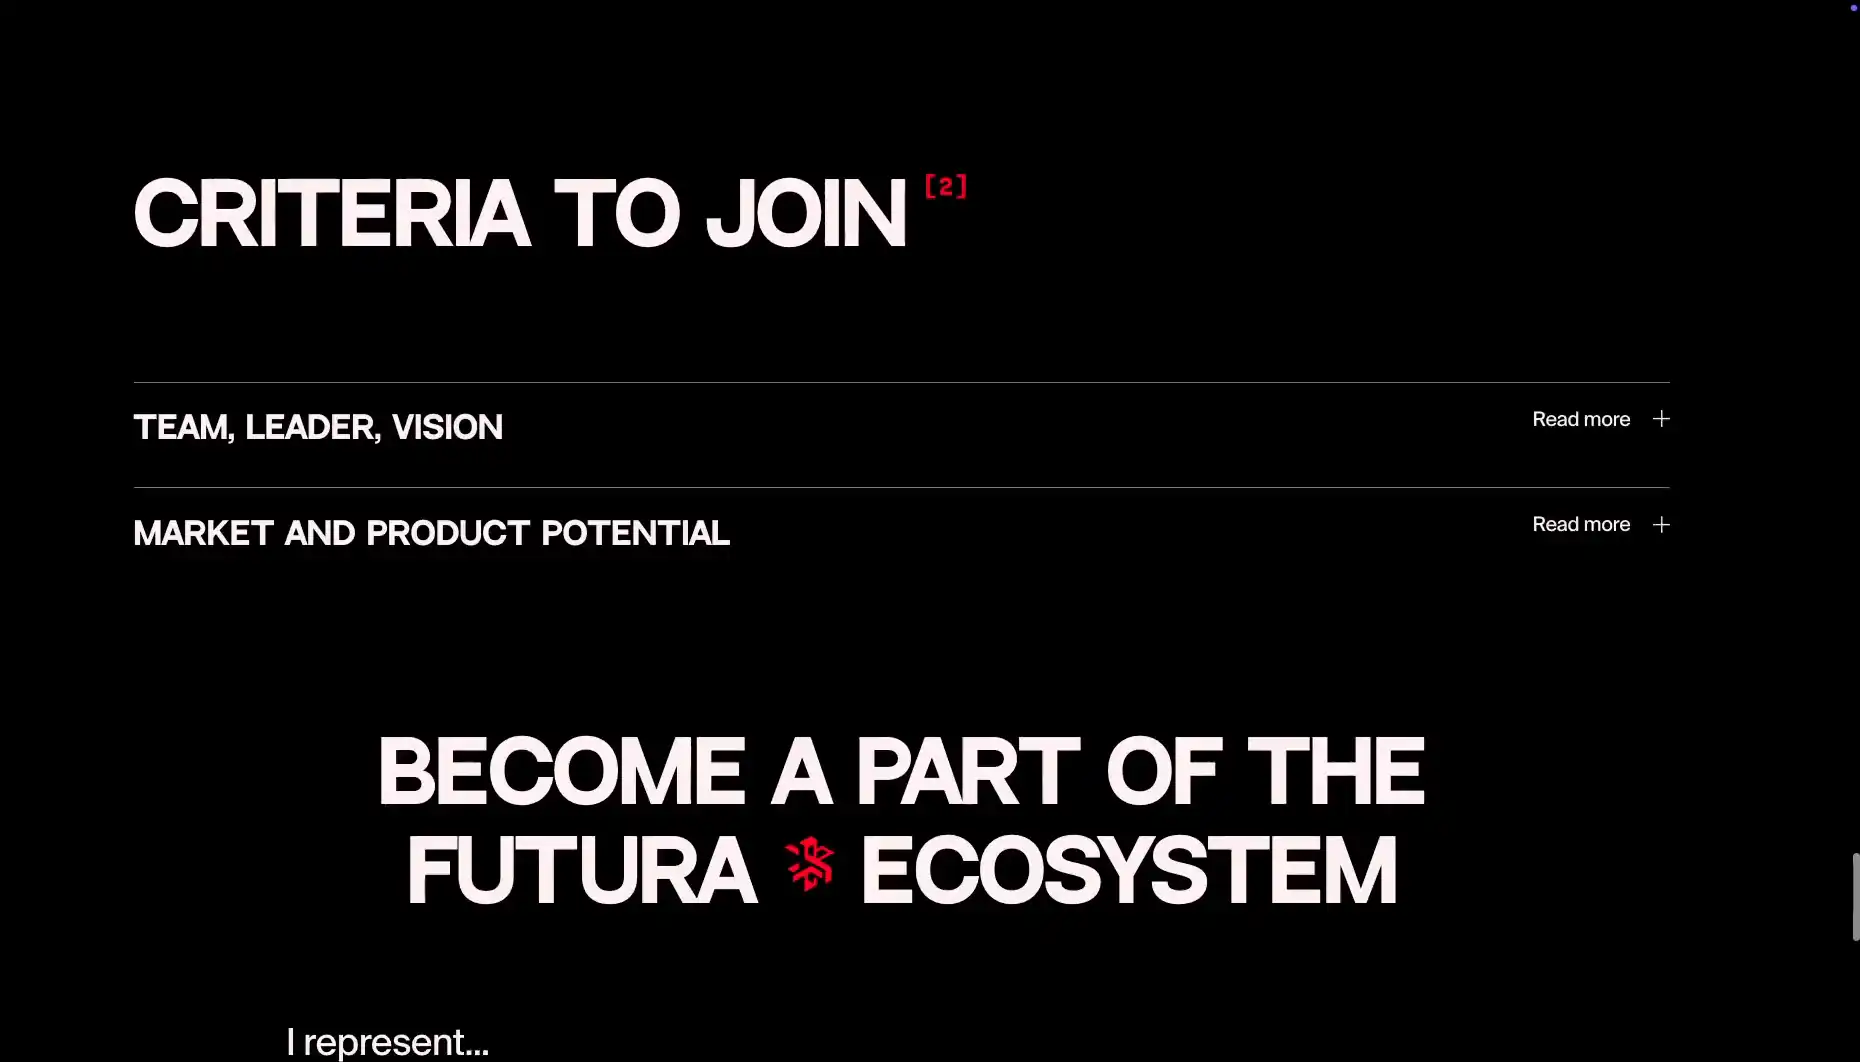 CRITERIA TO JOIN [2]
TEAM, LEADER, VISION
Read more
MARKET AND PRODUCT POTENTIAL
Read more
BECOME A PART OF THE
FUTURA ECOSYSTEM
I represent...